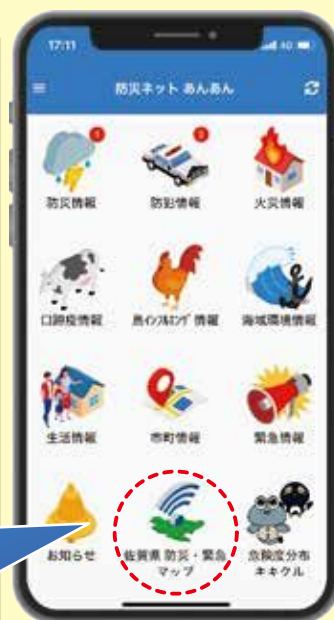 17:11
4G
防災ネット あんあん
防災情報
防犯情報
火災情報
口蹄疫情報
鳥インフルエンザ情報
海域環境情報
生活情報
市町情報
緊急情報
お知らせ
佐賀県 防災・緊急
マップ
危険度分布
キキクル